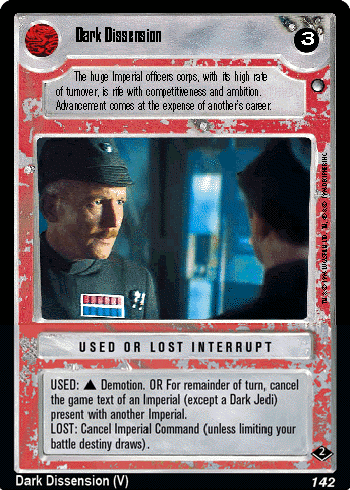 Dark Dissension
3
The huge Imperial officers corps, with its high rate
of turnover, is rife with competitiveness and ambition.
Advancement comes at the expense of another's career.
USED OR LOST INTERRUPT
USED: ▲ Demotion. OR For remainder of turn, cancel
the game text of an Imperial (except a Dark Jedi)
present with another Imperial.
LOST: Cancel Imperial Command (unless limiting your
battle destiny draws).
2
Dark Dissension (V)
142